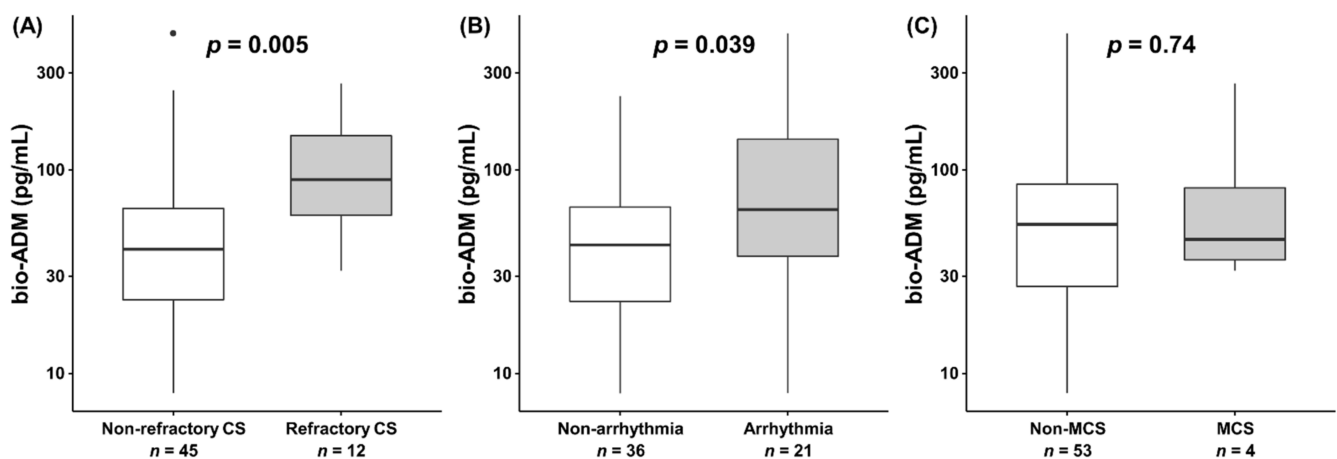 (A)
p = 0.005
bio-ADM (pg/mL)
300
100
30
10
Non-refractory CS
n = 45
Refractory CS
n = 12
(B)
p = 0.039
bio-ADM (pg/mL)
300
100
30
10
Non-arrhythmia
n = 36
Arrhythmia
n = 21
(C)
p = 0.74
bio-ADM (pg/mL)
300
100
30
10
Non-MCS
n = 53
MCS
n = 4